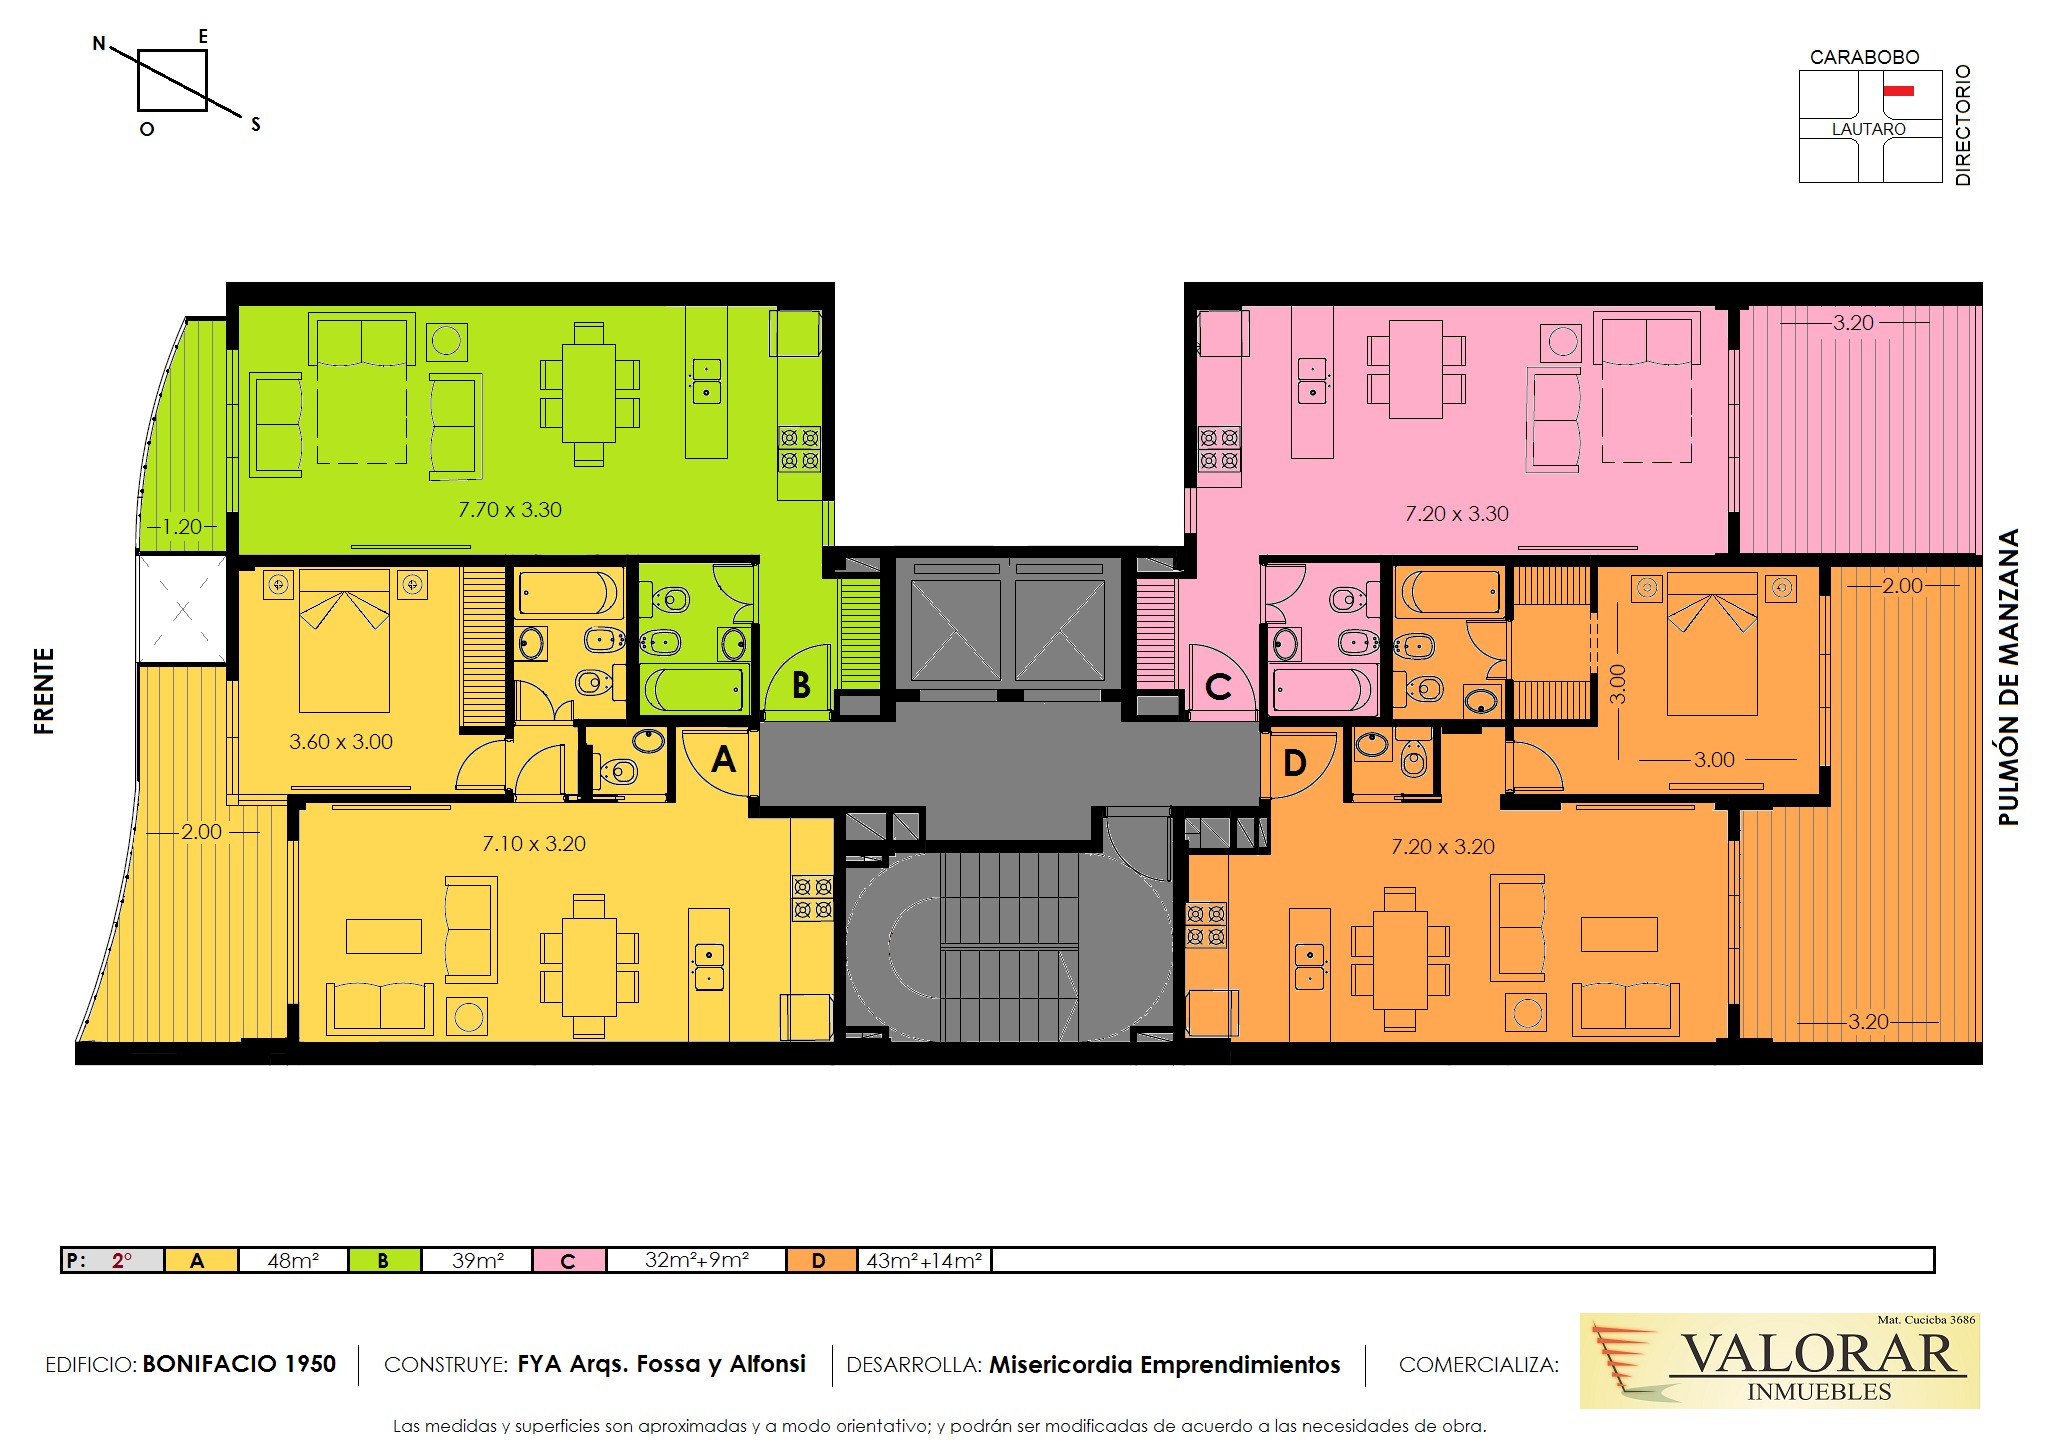 N
E
O
S
CARABOBO
LAUTARO
DIRECTORIO
FRENTE
PULMÓN DE MANZANA
1.20
7.70 x 3.30
7.20 x 3.30
3.20
2.00
3.60 x 3.00
B
C
A
D
3.00
3.00
2.00
7.10 x 3.20
7.20 x 3.20
3.20
P: 2° A 48m² B 39m² C 32m²+9m² D 43m²+14m²
EDIFICIO: BONIFACIO 1950
CONSTRUYE: FYA Arqs. Fossa y Alfonsi
DESARROLLA: Misericordia Emprendimientos
COMERCIALIZA:
Mat. Cucicba 3686
VALORAR
INMUEBLES
Las medidas y superficies son aproximadas y a modo orientativo; y podrán ser modificadas de acuerdo a las necesidades de obra.